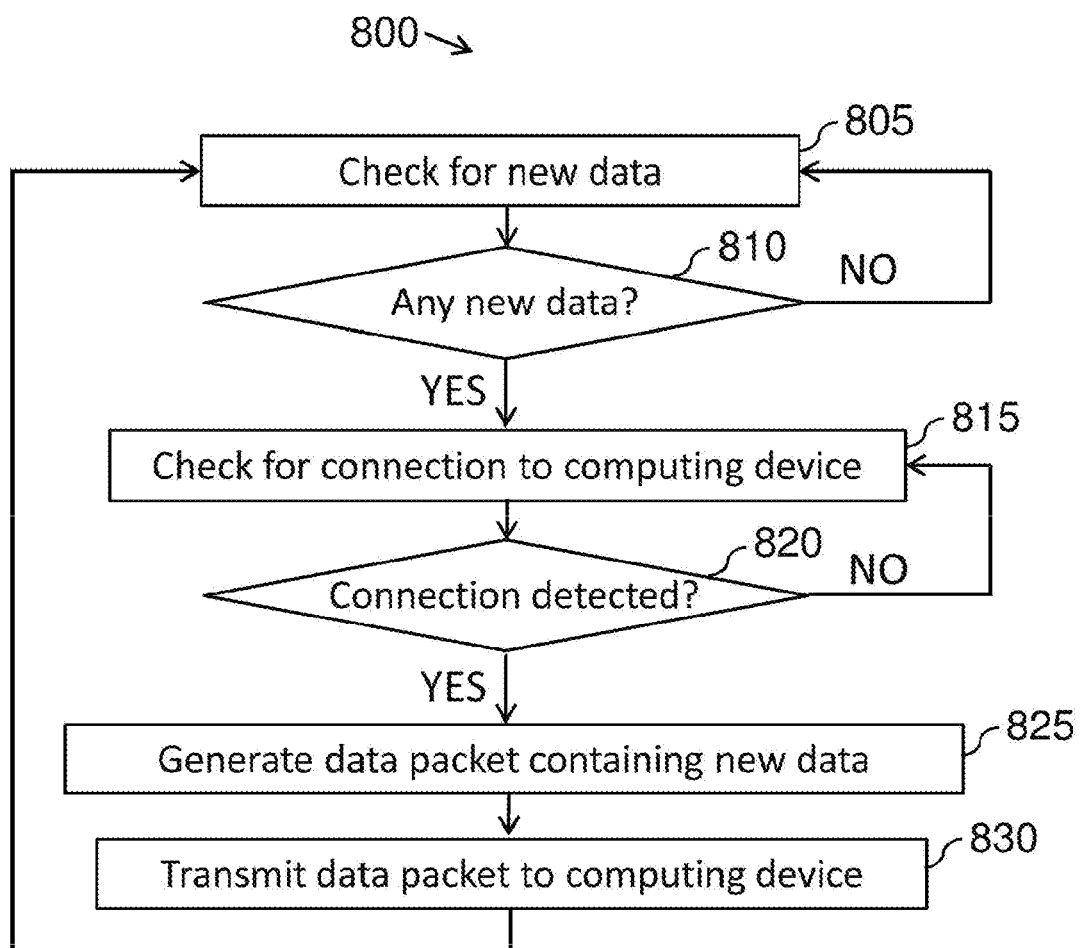 800
805
Check for new data
810
NO
Any new data?
YES
815
Check for connection to computing device
820
NO
Connection detected?
YES
825
Generate data packet containing new data
830
Transmit data packet to computing device